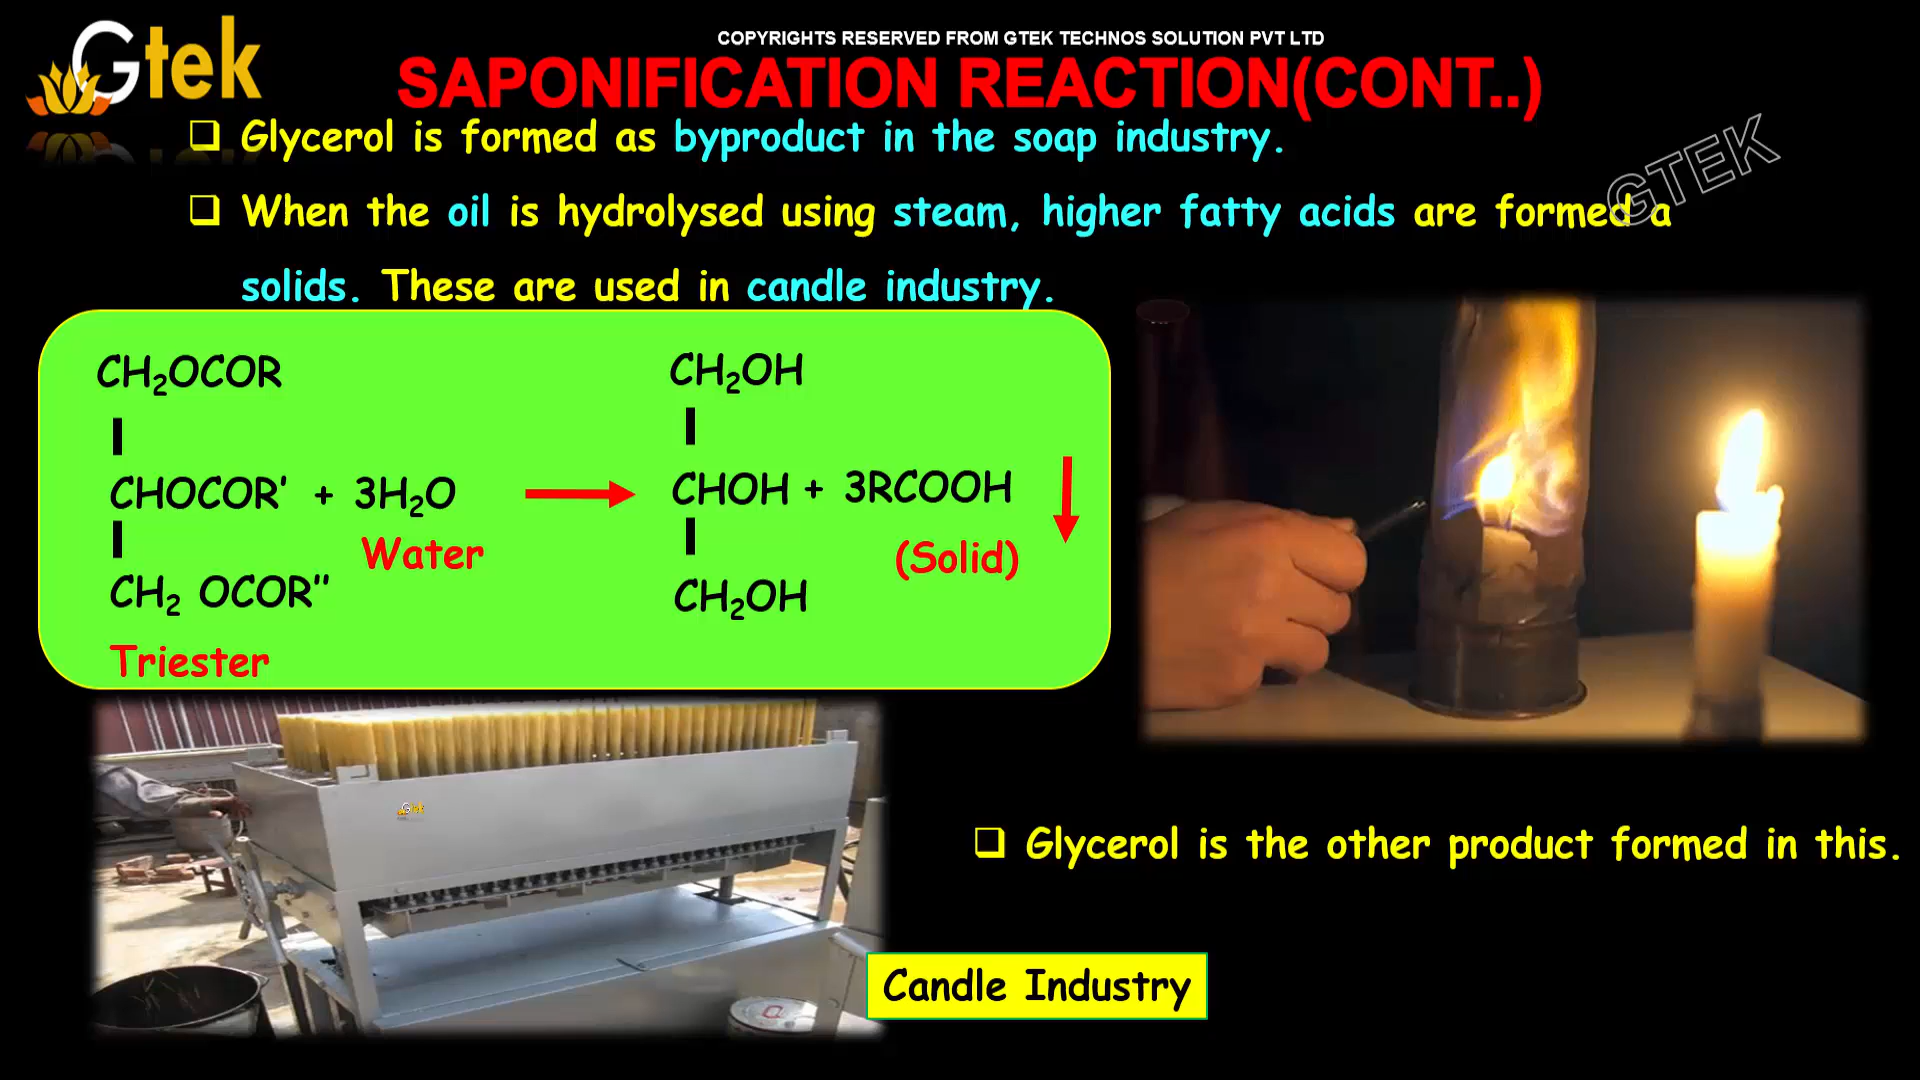 Gtek
COPYRIGHTS RESERVED FROM GTEK TECHNOS SOLUTION PVT LTD
SAPONIFICATION REACTION(CONT..)
❑ Glycerol is formed as byproduct in the soap industry.
GTEK
❑ When the oil is hydrolysed using steam, higher fatty acids are formed a
solids. These are used in candle industry.
CH₂OCOR CH₂OH
CHOCOR' + 3H₂O → CHOH + 3RCOOH ↓
Water (Solid)
CH₂ OCOR" CH₂OH
Triester
Gtek
❑ Glycerol is the other product formed in this.
Candle Industry